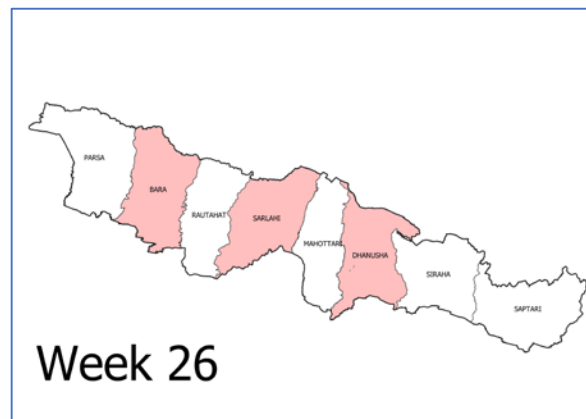 PARSA
BARA
RAUTAHAT
SARLAHI
MAHOTTARI
DHANUSHA
SIRAHA
SAPTARI
Week 26